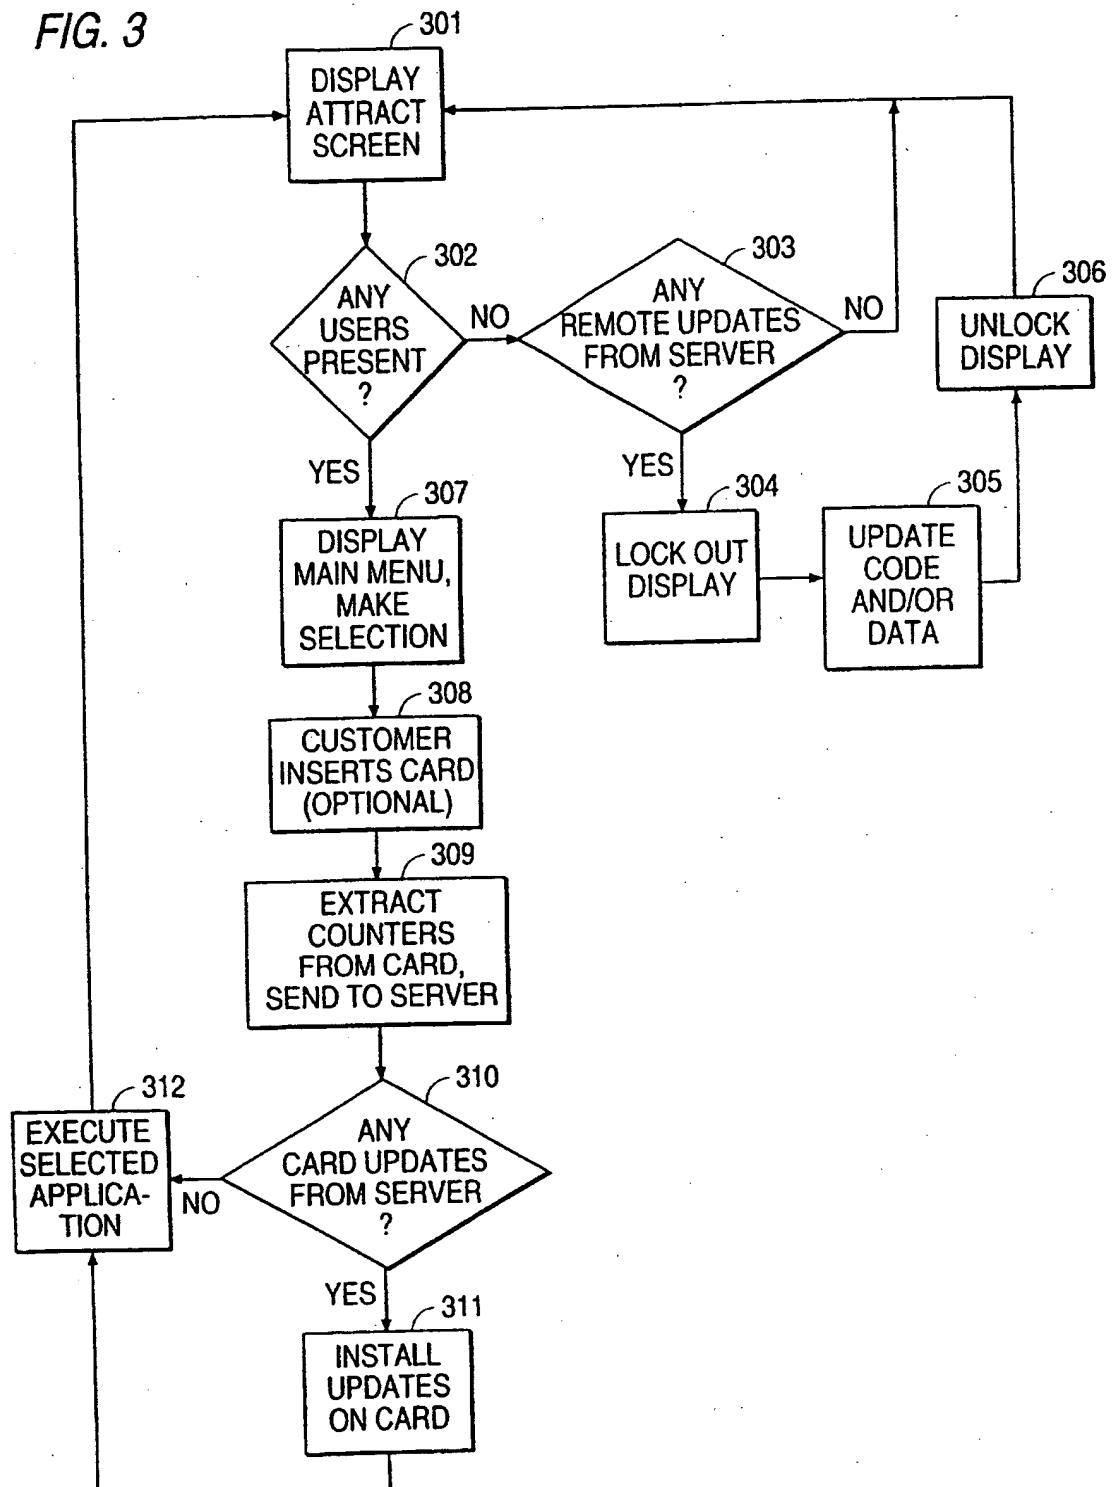 FIG. 3
301
DISPLAY
ATTRACT
SCREEN
302
ANY
USERS
PRESENT
?
NO
303
ANY
REMOTE UPDATES
FROM SERVER
?
NO
306
UNLOCK
DISPLAY
YES
YES
304
LOCK OUT
DISPLAY
305
UPDATE
CODE
AND/OR
DATA
307
DISPLAY
MAIN MENU,
MAKE
SELECTION
308
CUSTOMER
INSERTS CARD
(OPTIONAL)
309
EXTRACT
COUNTERS
FROM CARD,
SEND TO SERVER
310
ANY
CARD UPDATES
FROM SERVER
?
NO
312
EXECUTE
SELECTED
APPLICA-
TION
YES
311
INSTALL
UPDATES
ON CARD